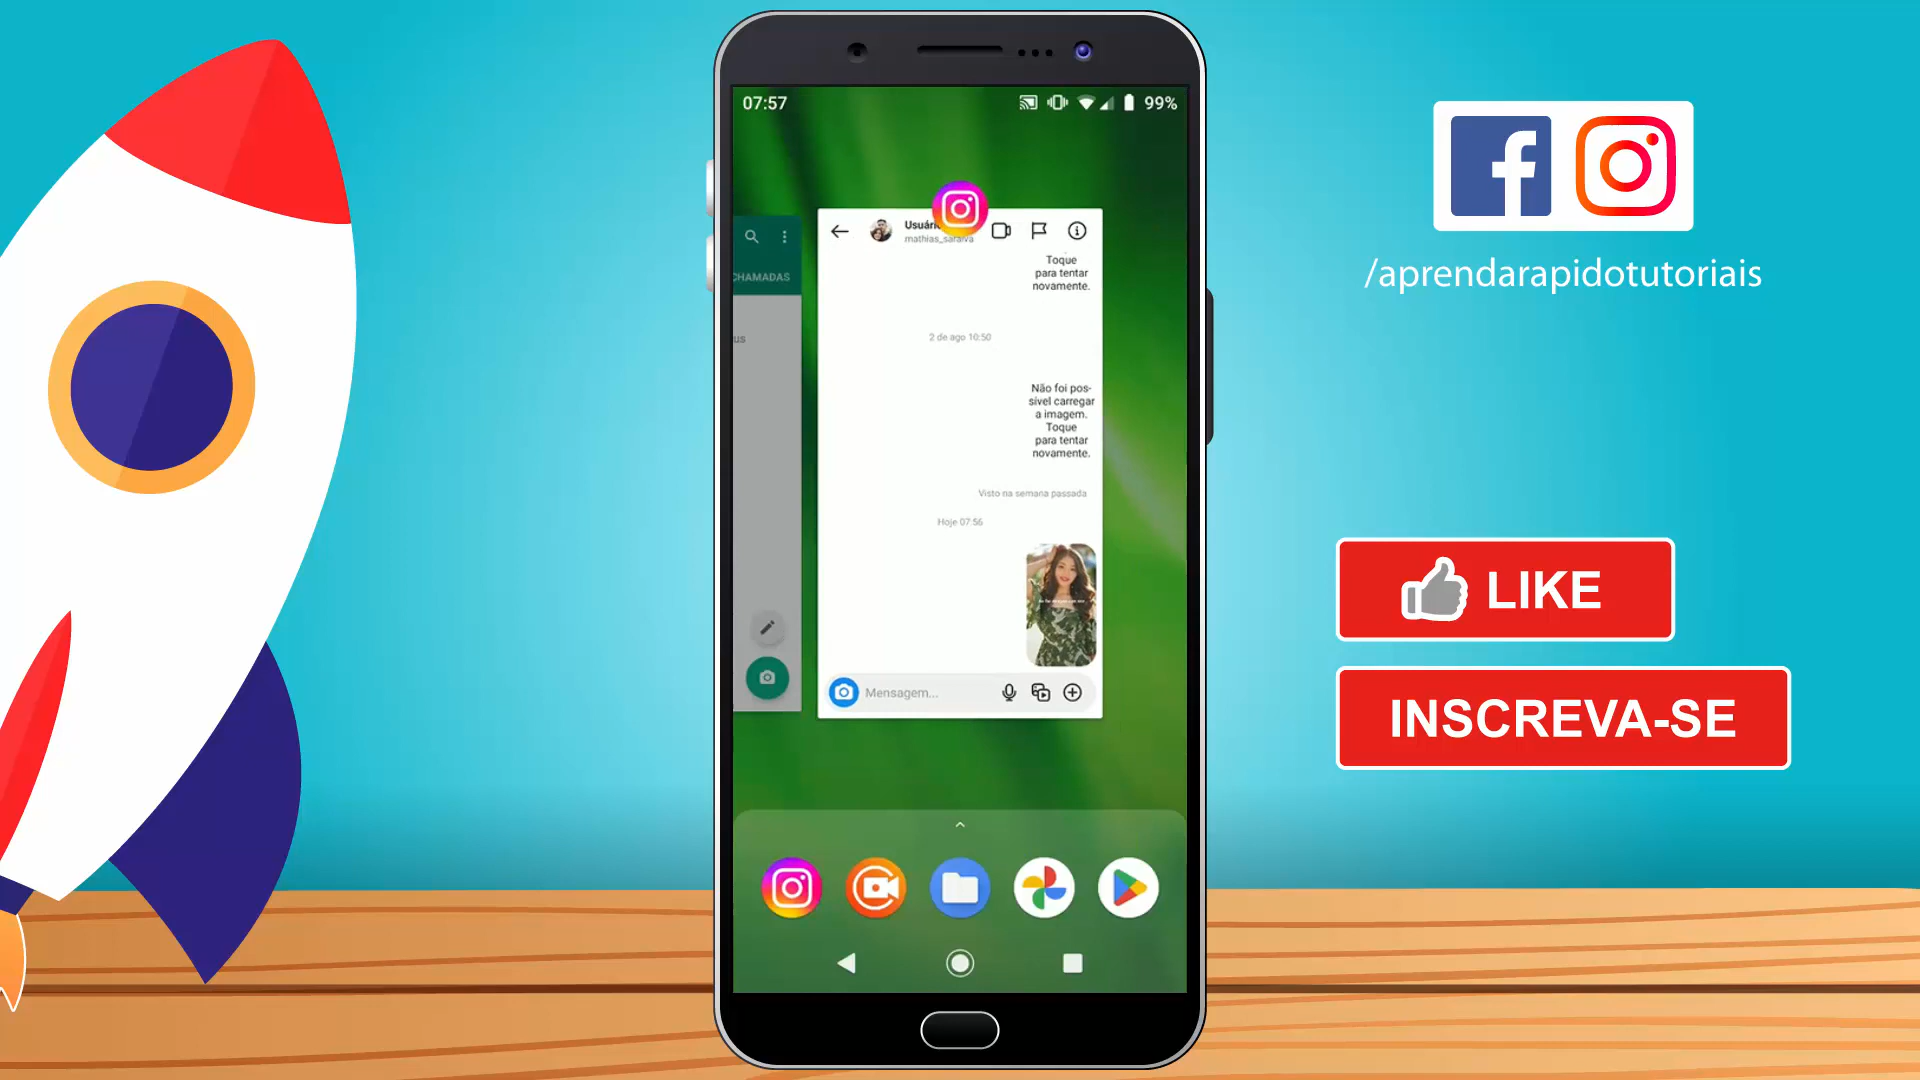 07:57
99%
CHAMADAS
us
Usuári
mathias_saraiva
Toque
para tentar
novamente.
2 de ago 10:50
Não foi pos-
sível carregar
a imagem.
Toque
para tentar
novamente.
Visto na semana passada
Hoje 07:56
Mensagem...
/aprendarapidotutoriais
LIKE
INSCREVA-SE